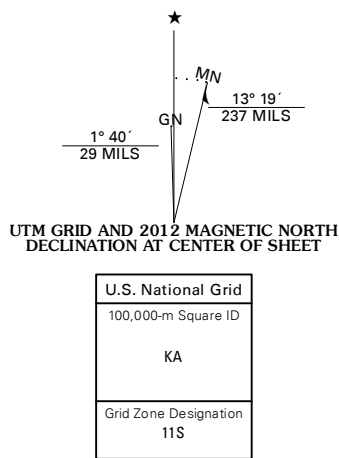 ★
MN
GN
13° 19´
237 MILS
1° 40´
29 MILS
UTM GRID AND 2012 MAGNETIC NORTH
DECLINATION AT CENTER OF SHEET
U.S. National Grid
100,000-m Square ID
KA
Grid Zone Designation
11S